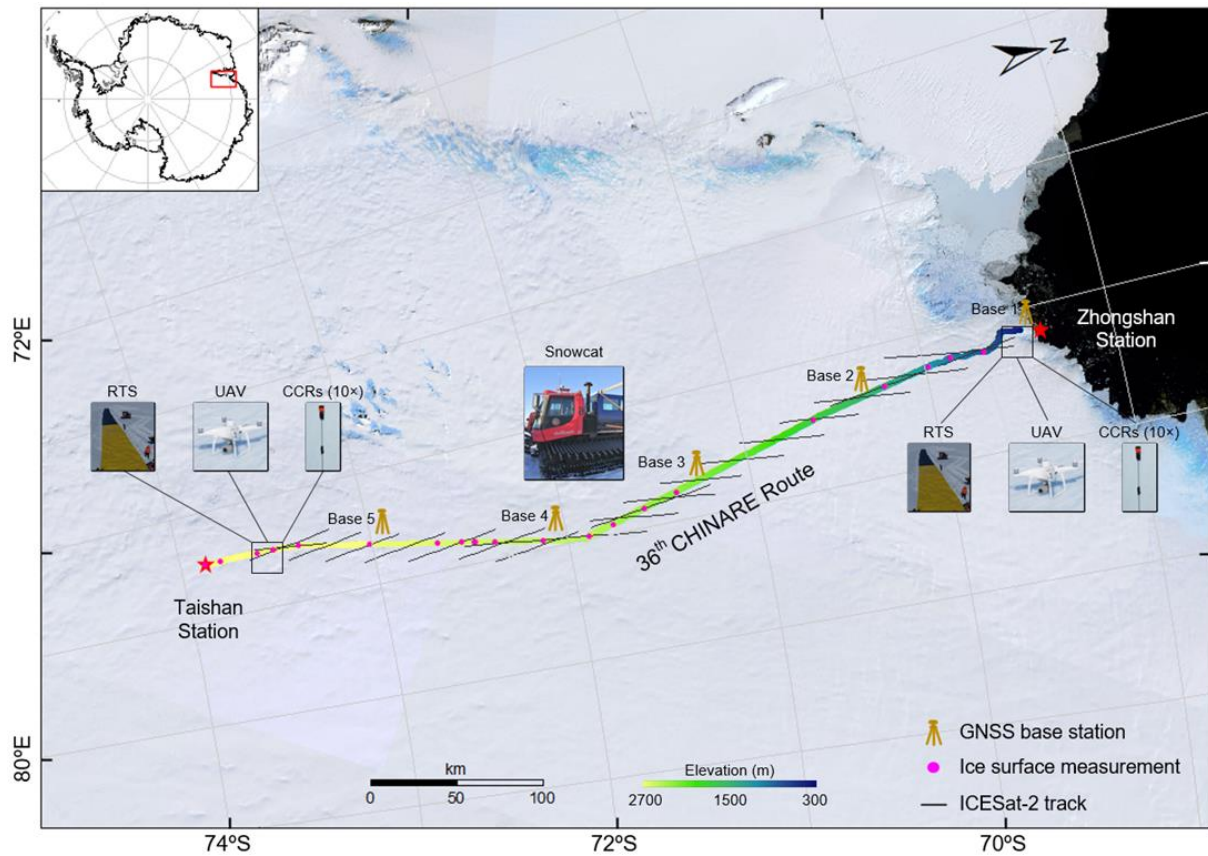 N
72ºE
Base 1
Zhongshan
Station
Base 2
Snowcat
RTS
UAV
CCRs (10×)
RTS
UAV
CCRs (10×)
Base 3
Base 4
Base 5
36th CHINARE Route
Taishan
Station
GNSS base station
Ice surface measurement
ICESat-2 track
km
0
50
100
Elevation (m)
2700
1500
300
80ºE
74ºS
72ºS
70ºS